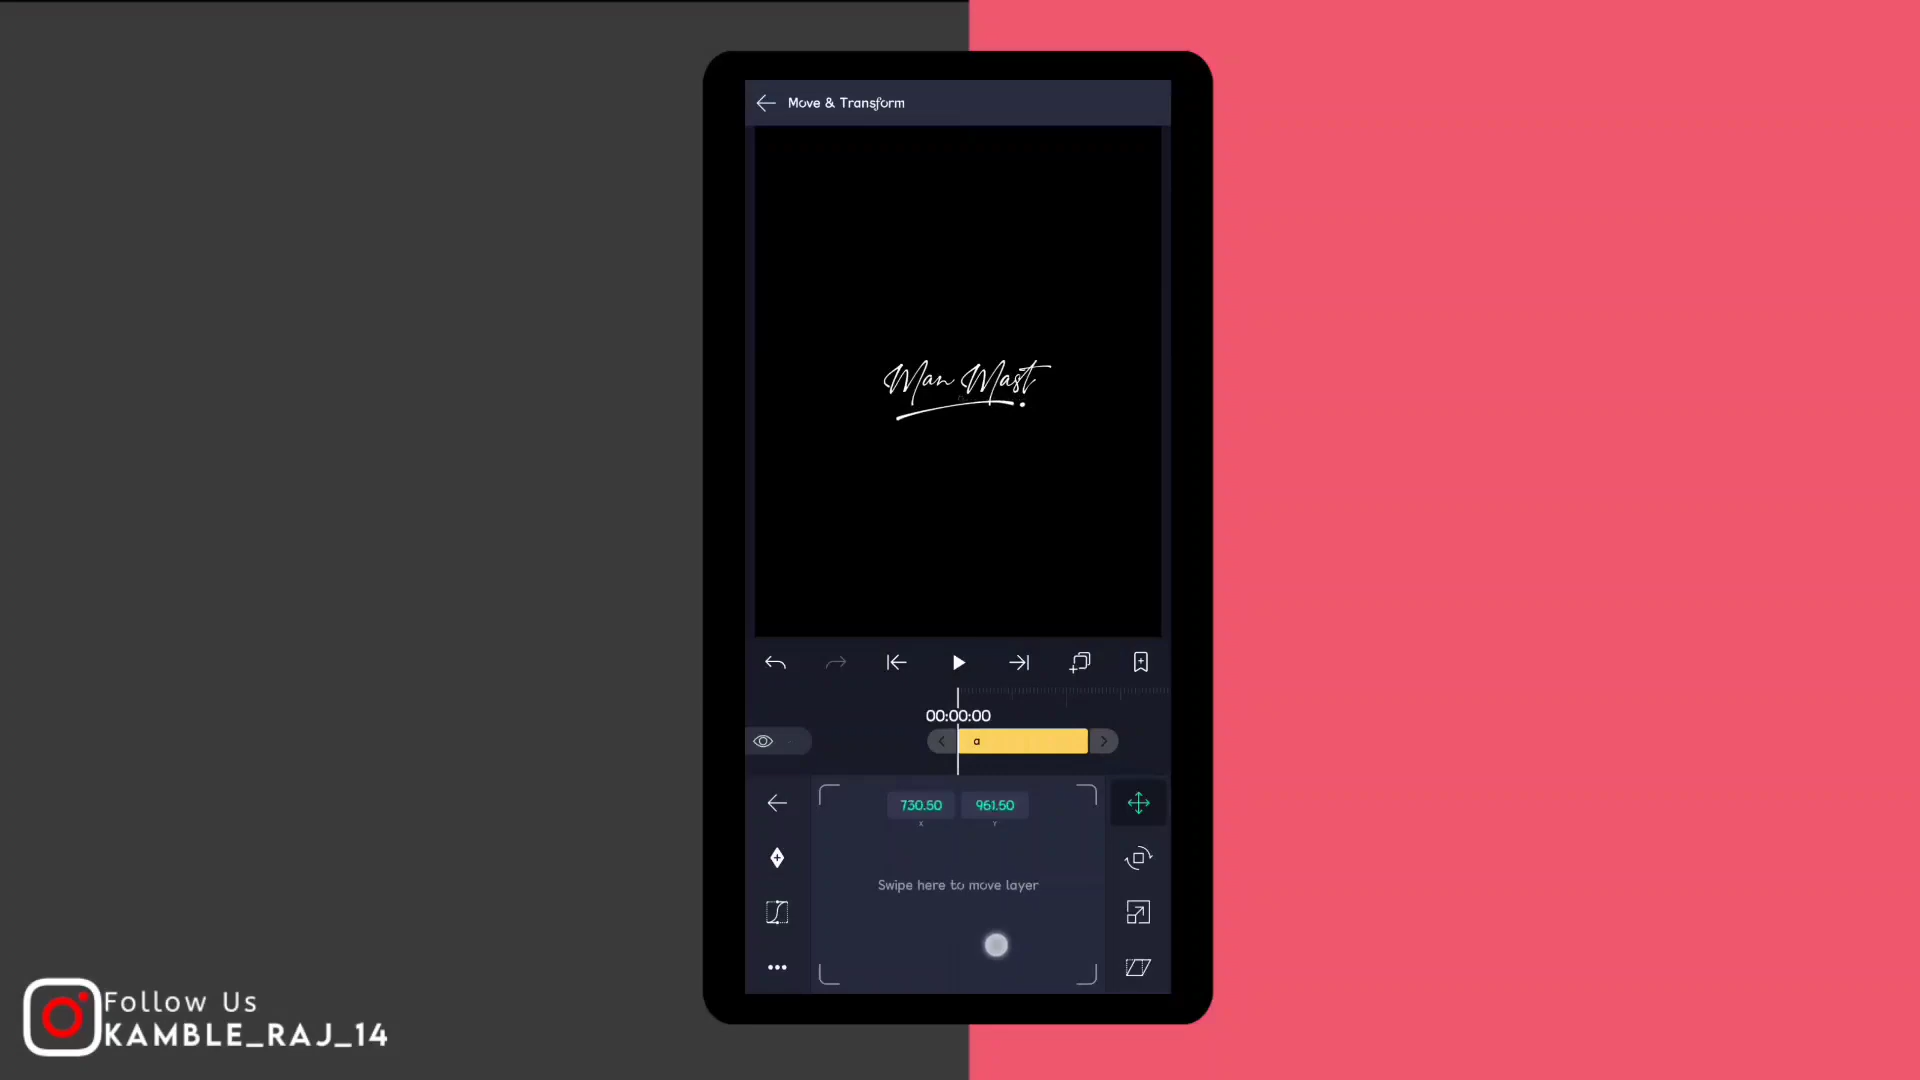 Move & Transform
Man Mast
00:00:00
a
730.50 961.50
X Y
Swipe here to move layer
Follow Us
KAMBLE_RAJ_14